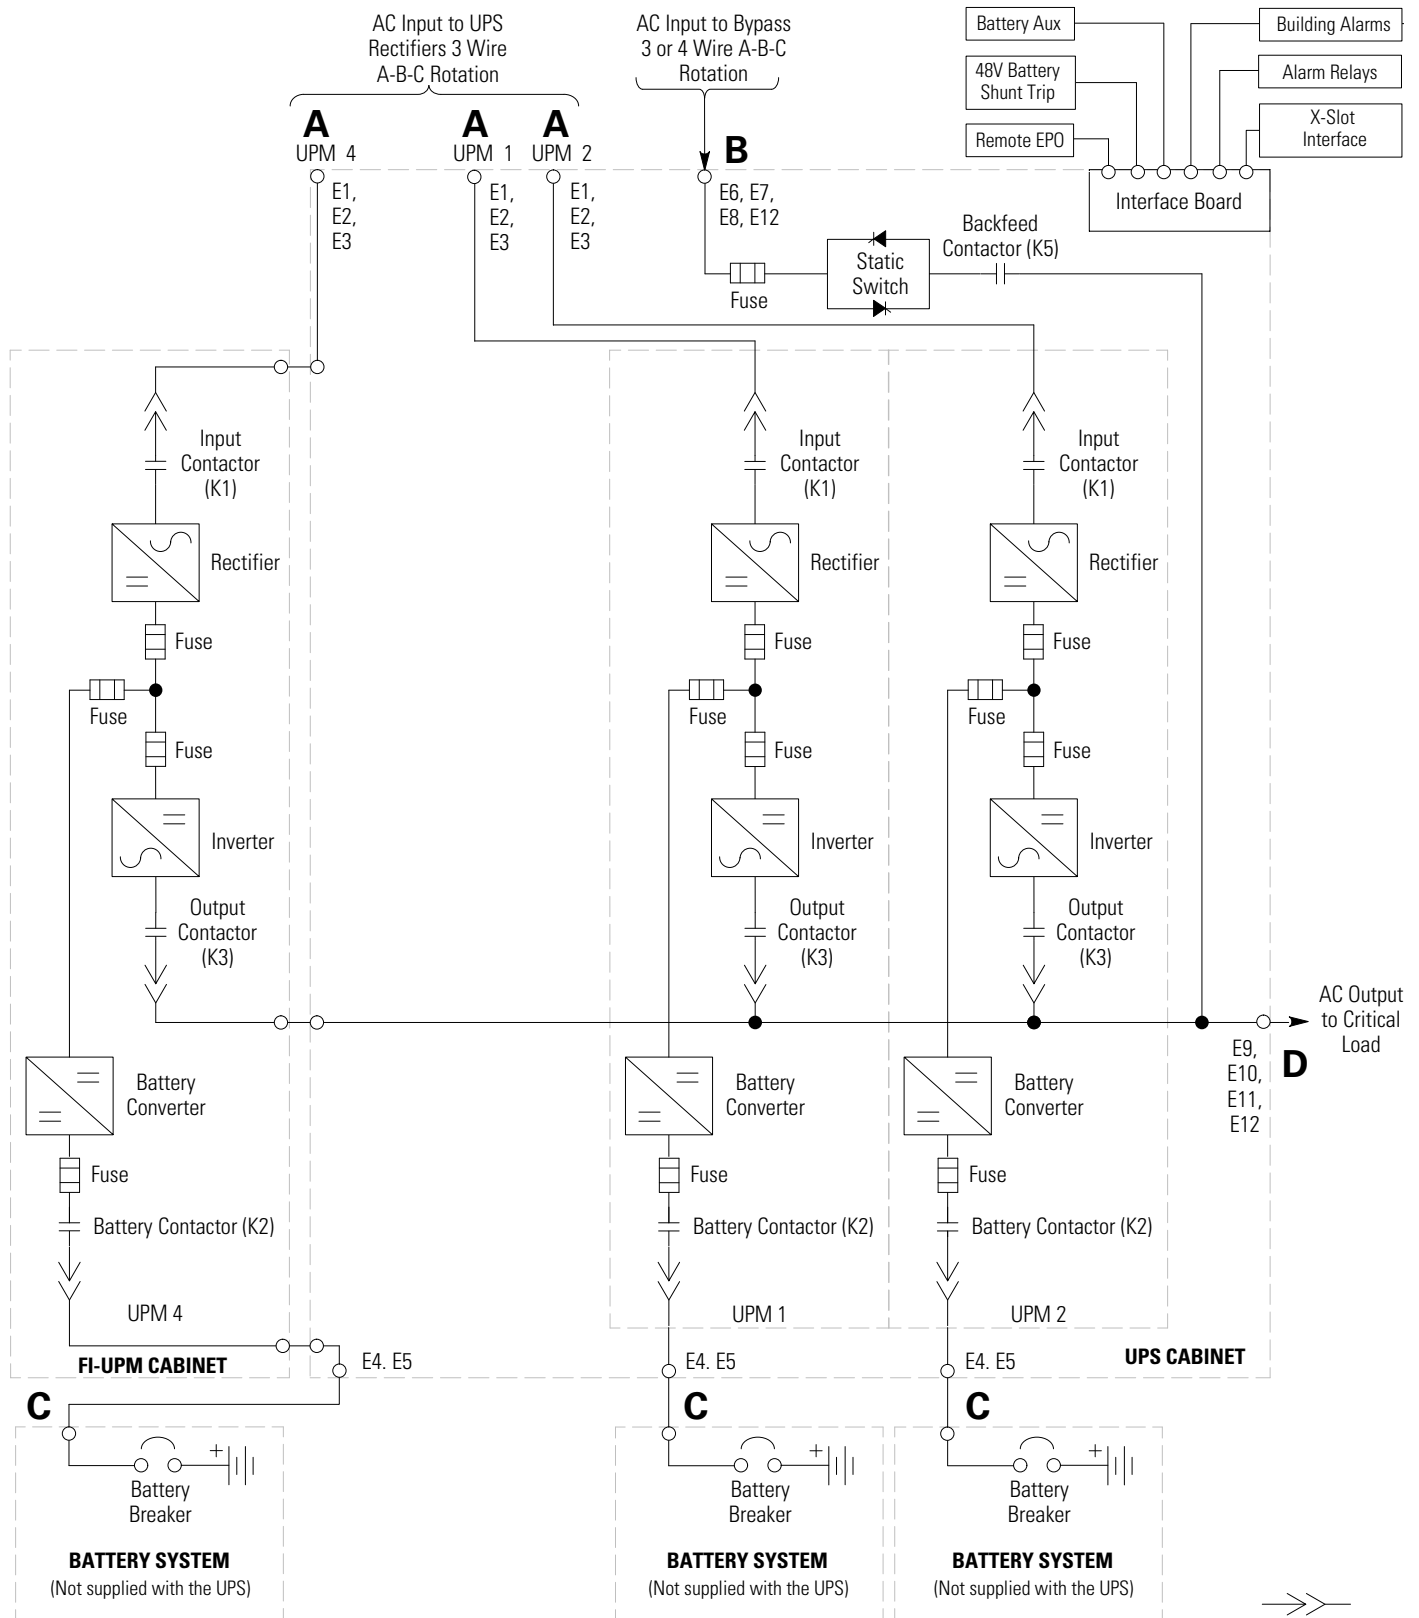 AC Input to UPS
Rectifiers 3 Wire
A-B-C Rotation
AC Input to Bypass
3 or 4 Wire A-B-C
Rotation
Battery Aux
48V Battery
Shunt Trip
Remote EPO
Building Alarms
Alarm Relays
X-Slot
Interface
Interface Board
A
UPM 4
A
UPM 1
A
UPM 2
B
E1,
E2,
E3
E1,
E2,
E3
E1,
E2,
E3
E6, E7,
E8, E12
Fuse
Static
Switch
Backfeed
Contactor (K5)
Input
Contactor
(K1)
Rectifier
Fuse
Fuse
Fuse
Inverter
Output
Contactor
(K3)
Battery
Converter
Fuse
Battery Contactor (K2)
UPM 4
FI-UPM CABINET
Input
Contactor
(K1)
Rectifier
Fuse
Fuse
Fuse
Inverter
Output
Contactor
(K3)
Battery
Converter
Fuse
Battery Contactor (K2)
UPM 1
Input
Contactor
(K1)
Rectifier
Fuse
Fuse
Fuse
Inverter
Output
Contactor
(K3)
Battery
Converter
Fuse
Battery Contactor (K2)
UPM 2
UPS CABINET
AC Output
to Critical
Load
E9,
E10,
E11,
E12
D
E4. E5
E4. E5
E4. E5
C
+
Battery
Breaker
BATTERY SYSTEM
(Not supplied with the UPS)
C
+
Battery
Breaker
BATTERY SYSTEM
(Not supplied with the UPS)
C
+
Battery
Breaker
BATTERY SYSTEM
(Not supplied with the UPS)